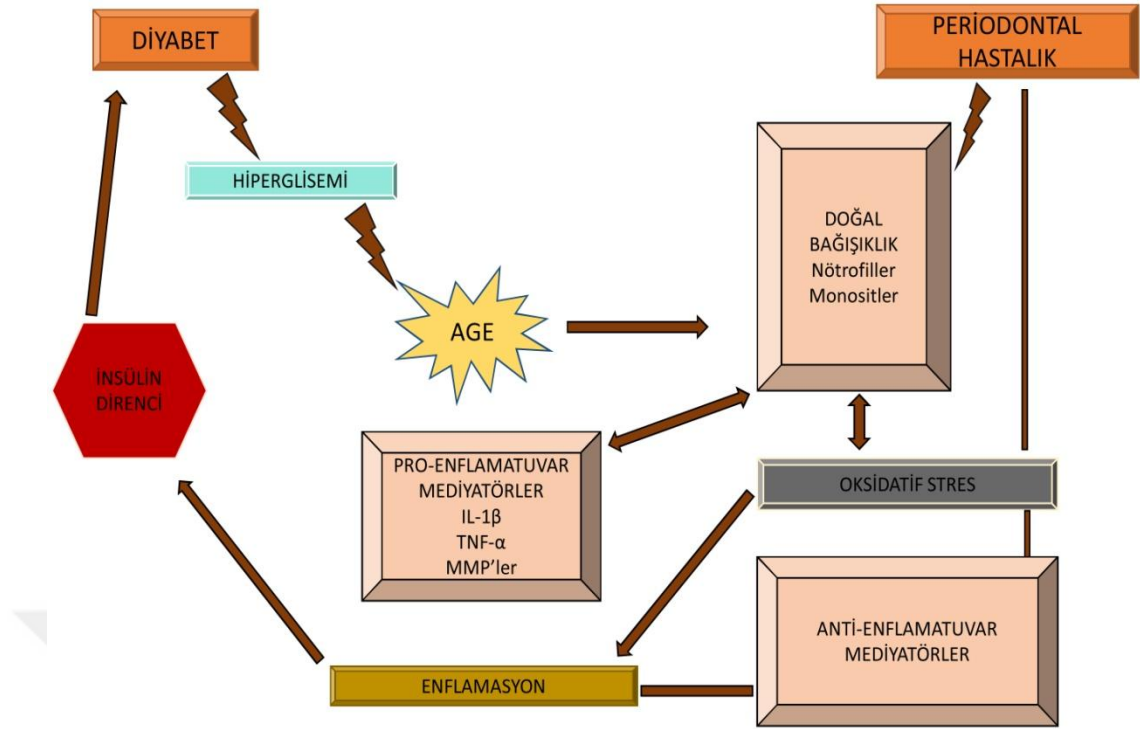 DİYABET
PERİODONTAL
HASTALIK
HİPERGLİSEMİ
DOĞAL
BAĞIŞIKLIK
Nötrofiller
Monositler
AGE
İNSÜLİN
DİRENCİ
PRO-ENFLAMATUVAR
MEDİYATÖRLER
IL-1β
TNF-α
MMP’ler
OKSİDATİF STRES
ANTİ-ENFLAMATUVAR
MEDİYATÖRLER
ENFLAMASYON